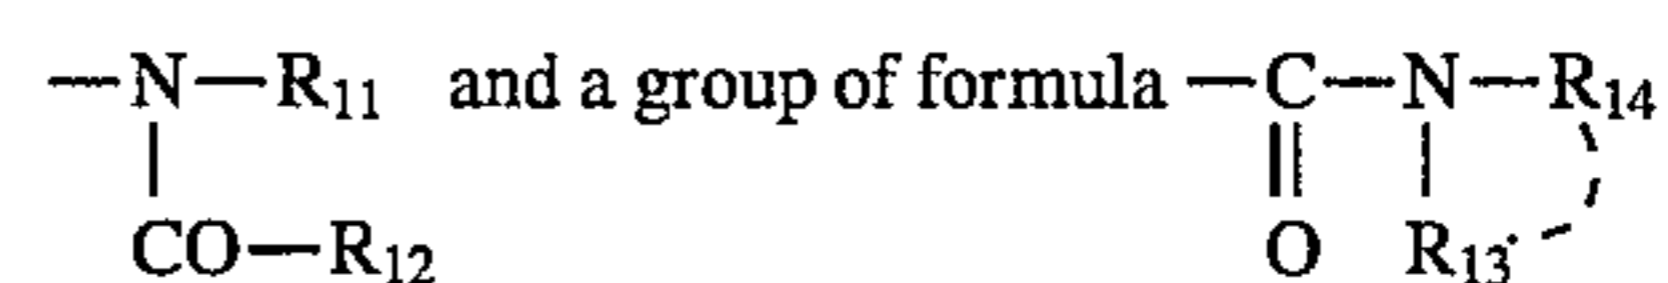 —N—R₁₁ and a group of formula —C—N—R₁₄
CO—R₁₂ O R₁₃